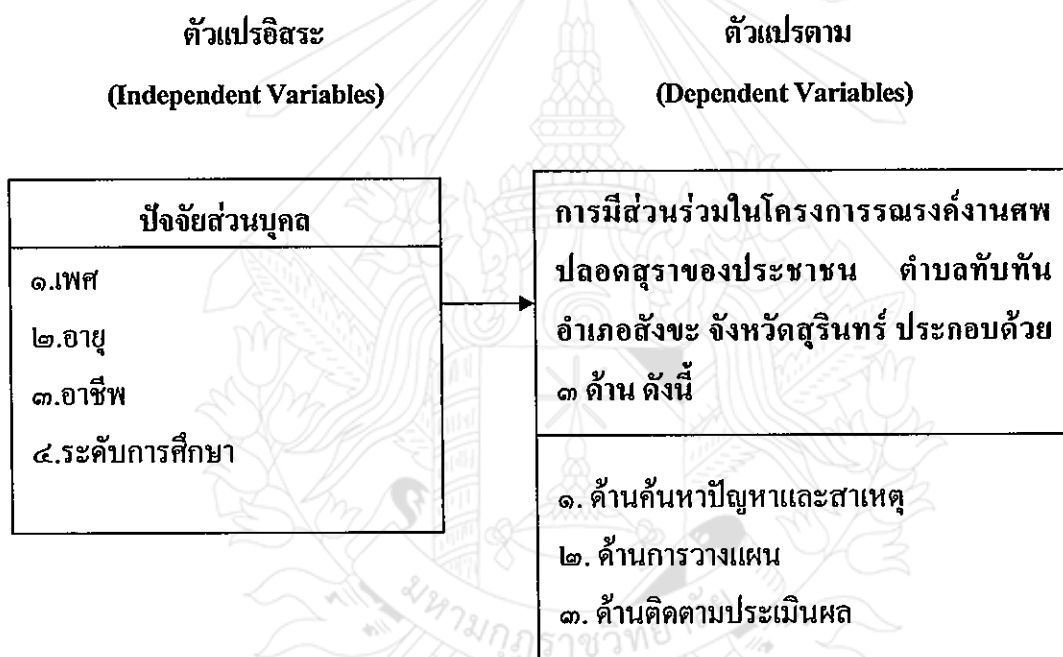 ตัวแปรอิสระ
(Independent Variables)
ปัจจัยส่วนบุคคล
๑.เพศ
๒.อายุ
๓.อาชีพ
๔.ระดับการศึกษา
ตัวแปรตาม
(Dependent Variables)
การมีส่วนร่วมในโครงการรณรงค์งานศพ
ปลอดสุราของประชาชน ตำบลทับทัน
อำเภอสังขะ จังหวัดสุรินทร์ ประกอบด้วย
๓ ด้าน ดังนี้
๑. ด้านค้นหาปัญหาและสาเหตุ
๒. ด้านการวางแผน
๓. ด้านติดตามประเมินผล